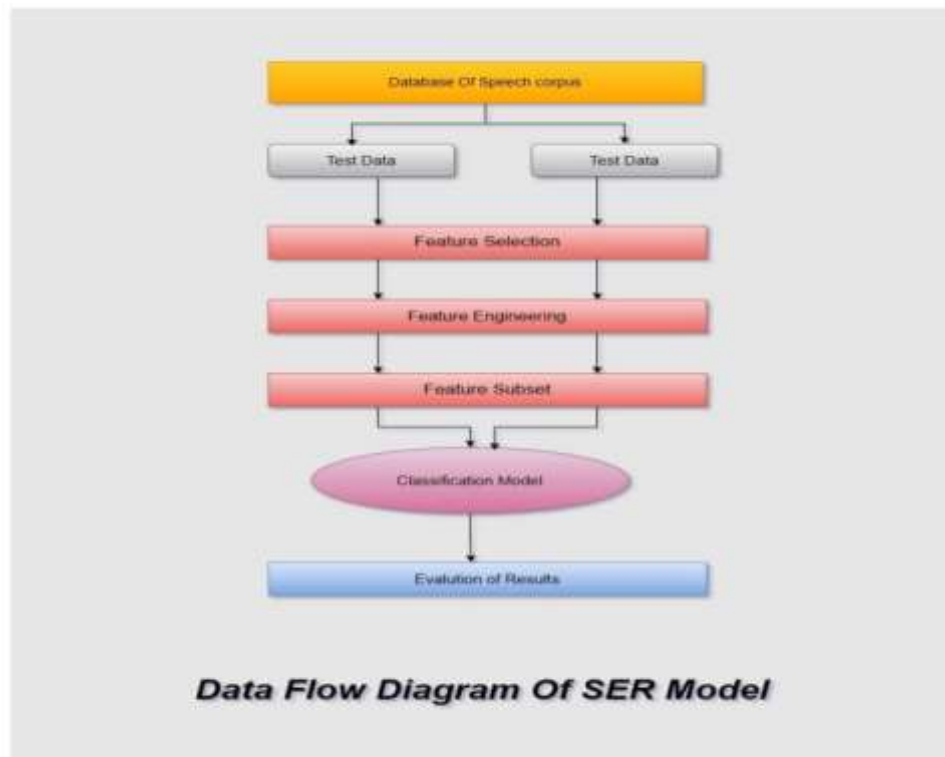 Database Of Speech corpus
Test Data
Test Data
Feature Selection
Feature Engineering
Feature Subset
Classification Model
Evalution of Results
Data Flow Diagram Of SER Model